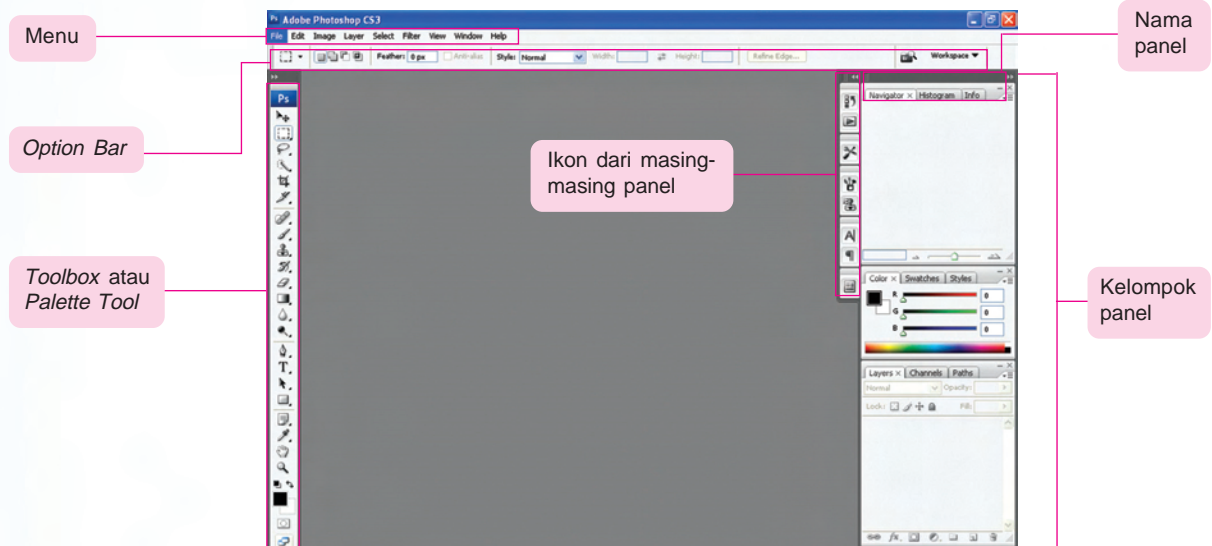 Adobe Photoshop CS3
File Edit Image Layer Select Filter View Window Help
Feather: 0 px Anti-alias Style: Normal Width: Height: Refine Edge... Workspace
Menu
Option Bar
Toolbox atau
Palette Tool
Ikon dari masing-
masing panel
Nama
panel
Kelompok
panel
Ps
Navigator × Histogram Info
Color × Swatches Styles
R 0
G 0
B 0
Layers × Channels Paths
Normal Opacity:
Lock: Fill: